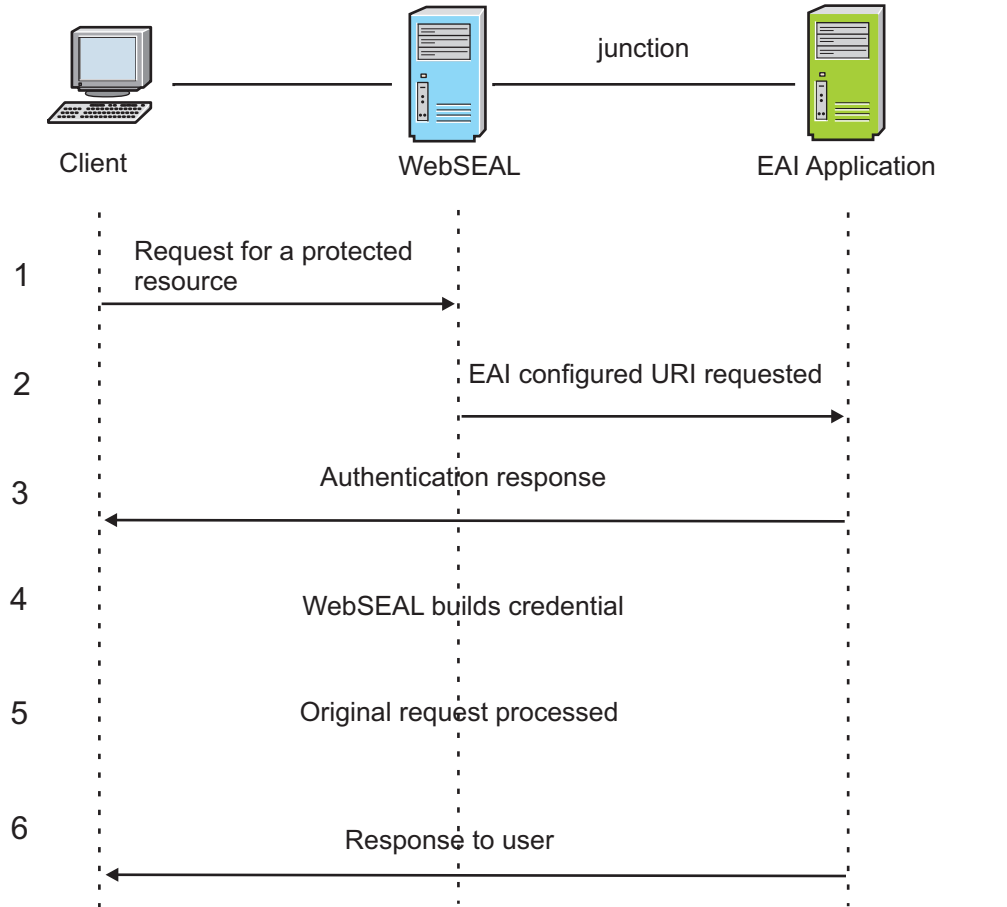 junction
Client
WebSEAL
EAI Application
1
Request for a protected
resource
2
EAI configured URI requested
3
Authentication response
4
WebSEAL builds credential
5
Original request processed
6
Response to user